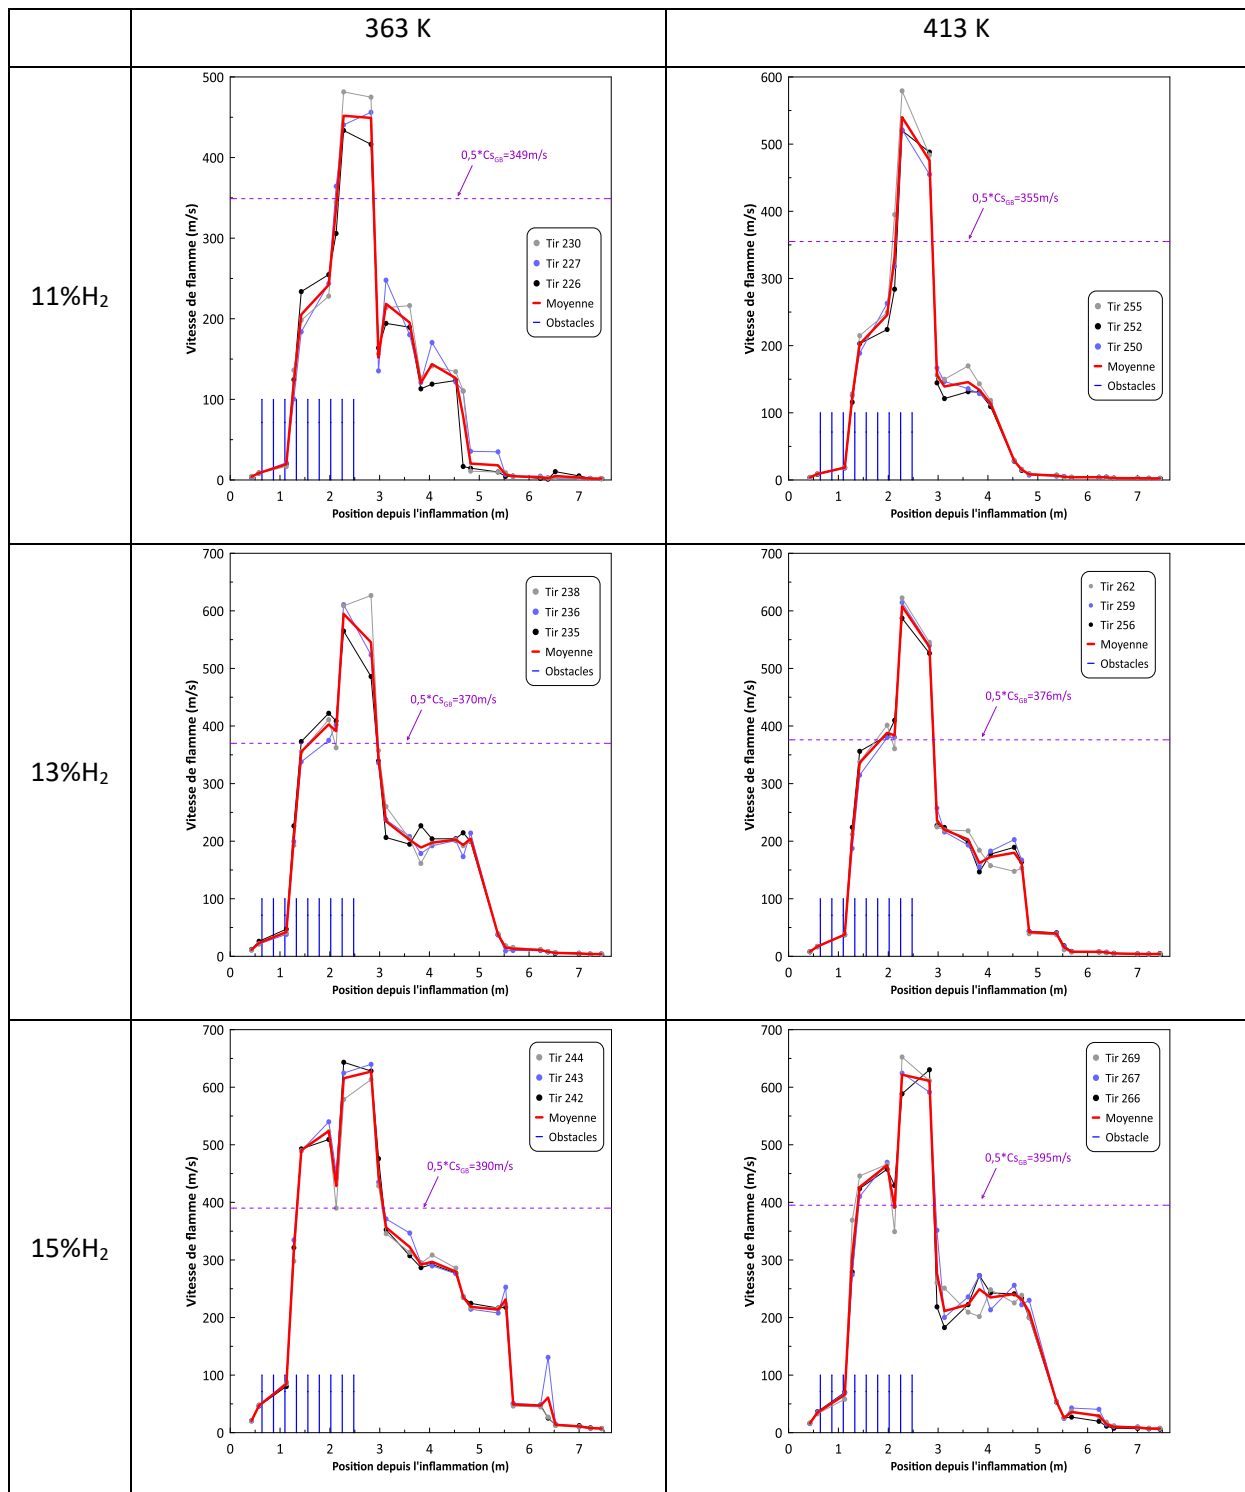 363 K
413 K
11%H₂
Vitesse de flamme (m/s)
500
400
300
200
100
0
0,5*Cs_GB=349m/s
Tir 230
Tir 227
Tir 226
Moyenne
Obstacles
0 1 2 3 4 5 6 7
Position depuis l'inflammation (m)
Vitesse de flamme (m/s)
600
500
400
300
200
100
0
0,5*Cs_GB=355m/s
Tir 255
Tir 252
Tir 250
Moyenne
Obstacles
0 1 2 3 4 5 6 7
Position depuis l'inflammation (m)
13%H₂
Vitesse de flamme (m/s)
700
600
500
400
300
200
100
0
Tir 238
Tir 236
Tir 235
Moyenne
Obstacles
0,5*Cs_GB=370m/s
0 1 2 3 4 5 6 7
Position depuis l'inflammation (m)
Vitesse de flamme (m/s)
700
600
500
400
300
200
100
0
Tir 262
Tir 259
Tir 256
Moyenne
Obstacles
0,5*Cs_GB=376m/s
0 1 2 3 4 5 6 7
Position depuis l'inflammation (m)
15%H₂
Vitesse de flamme (m/s)
700
600
500
400
300
200
100
0
Tir 244
Tir 243
Tir 242
Moyenne
Obstacles
0,5*Cs_GB=390m/s
0 1 2 3 4 5 6 7
Position depuis l'inflammation (m)
Vitesse de flamme (m/s)
700
600
500
400
300
200
100
0
Tir 269
Tir 267
Tir 266
Moyenne
Obstacle
0,5*Cs_GB=395m/s
0 1 2 3 4 5 6 7
Position depuis l'inflammation (m)